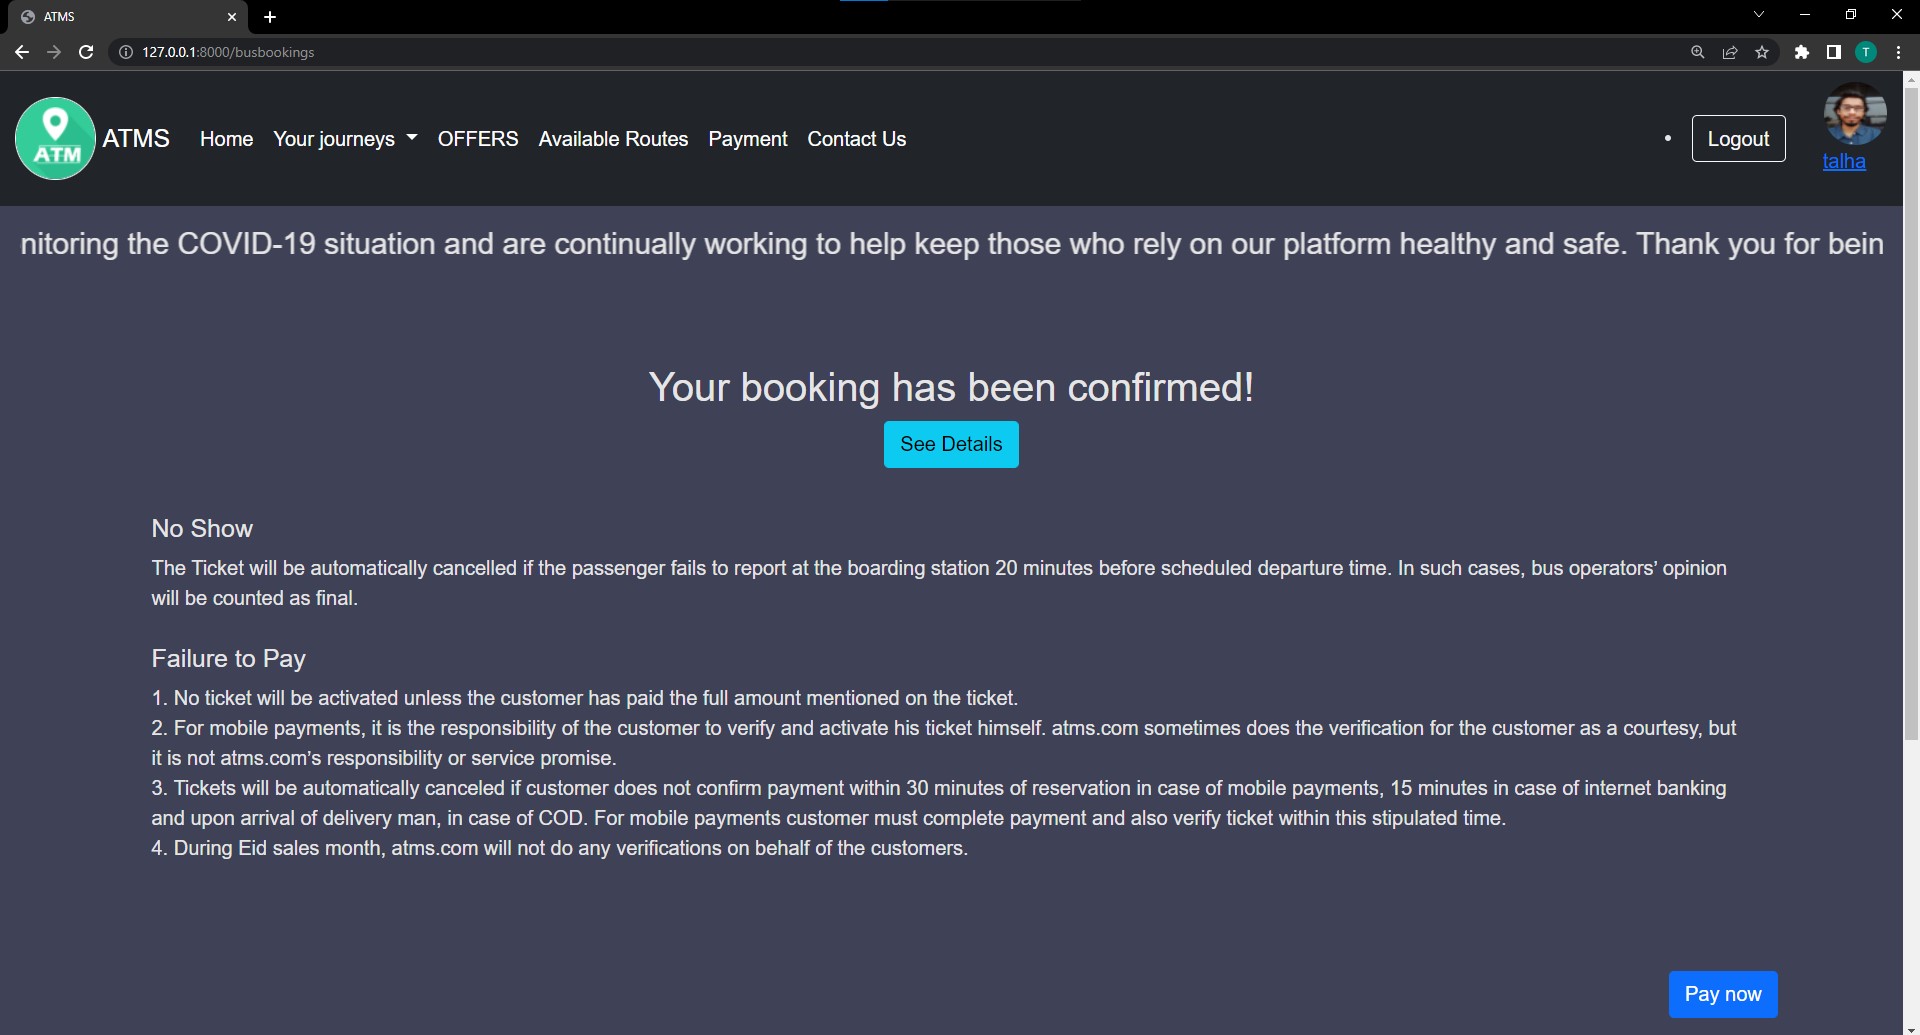 ATMS
127.0.0.1:8000/busbookings
T
ATM
ATMS Home Your journeys OFFERS Available Routes Payment Contact Us
Logout
talha
nitoring the COVID-19 situation and are continually working to help keep those who rely on our platform healthy and safe. Thank you for bein
Your booking has been confirmed!
See Details
No Show
The Ticket will be automatically cancelled if the passenger fails to report at the boarding station 20 minutes before scheduled departure time. In such cases, bus operators’ opinion
will be counted as final.
Failure to Pay
1. No ticket will be activated unless the customer has paid the full amount mentioned on the ticket.
2. For mobile payments, it is the responsibility of the customer to verify and activate his ticket himself. atms.com sometimes does the verification for the customer as a courtesy, but
it is not atms.com’s responsibility or service promise.
3. Tickets will be automatically canceled if customer does not confirm payment within 30 minutes of reservation in case of mobile payments, 15 minutes in case of internet banking
and upon arrival of delivery man, in case of COD. For mobile payments customer must complete payment and also verify ticket within this stipulated time.
4. During Eid sales month, atms.com will not do any verifications on behalf of the customers.
Pay now